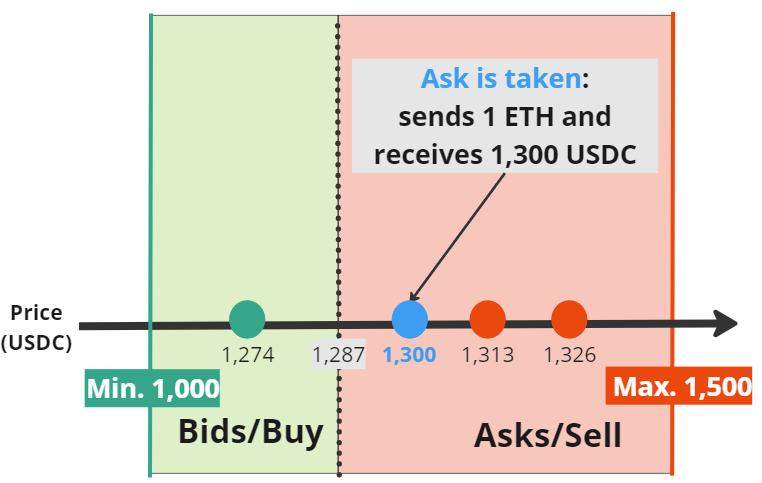 Ask is taken:
sends 1 ETH and
receives 1,300 USDC
Price
(USDC)
1,274
1,287
1,300
1,313
1,326
Min. 1,000
Max. 1,500
Bids/Buy
Asks/Sell